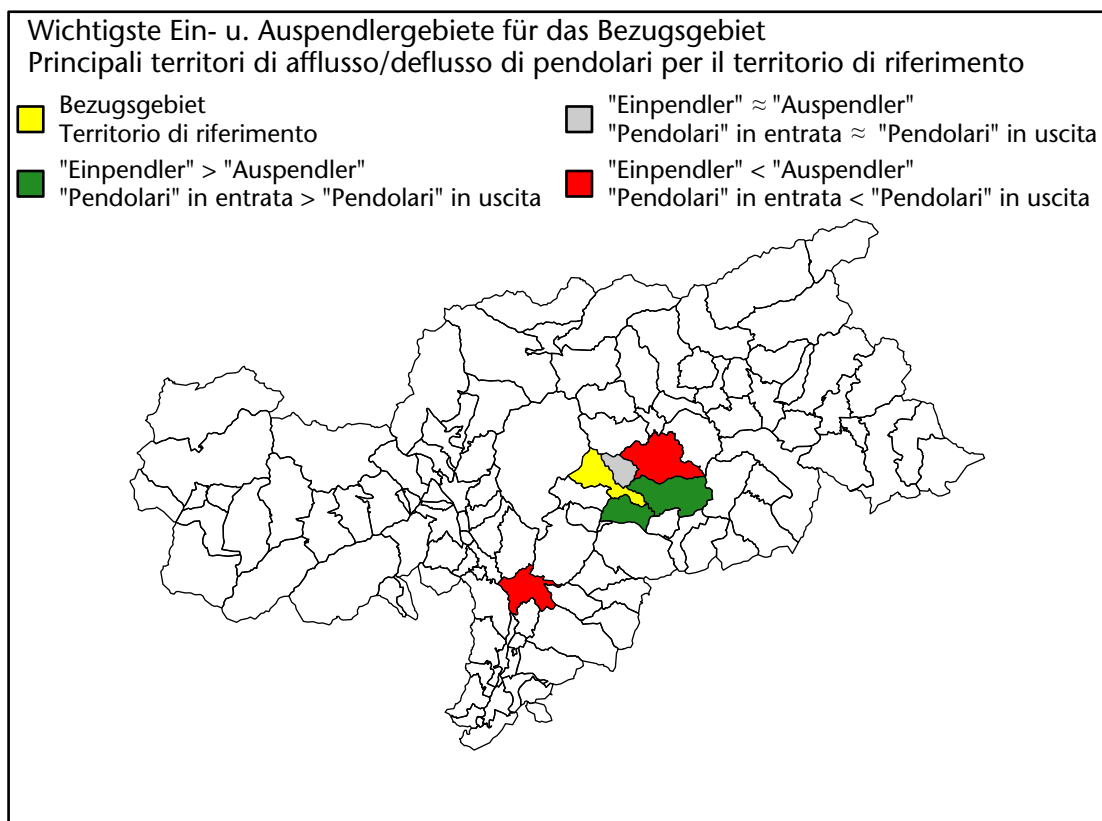 Wichtigste Ein- u. Auspendlergebiete für das Bezugsgebiet
Principali territori di afflusso/deflusso di pendolari per il territorio di riferimento
Bezugsgebiet
Territorio di riferimento
"Einpendler" > "Auspendler"
"Pendolari" in entrata > "Pendolari" in uscita
"Einpendler" ≈ "Auspendler"
"Pendolari" in entrata ≈ "Pendolari" in uscita
"Einpendler" < "Auspendler"
"Pendolari" in entrata < "Pendolari" in uscita